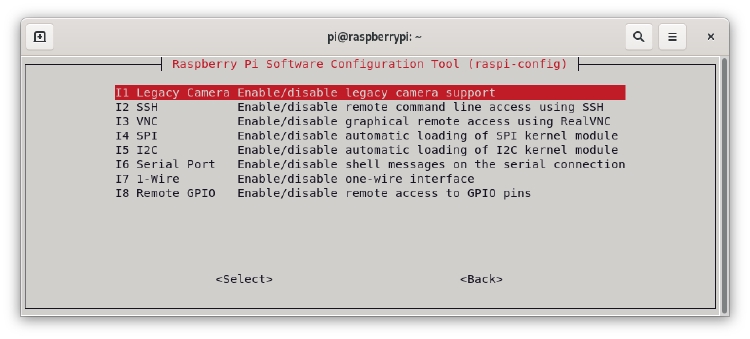 pi@raspberrypi: ~
Raspberry Pi Software Configuration Tool (raspi-config)
I1 Legacy Camera Enable/disable legacy camera support
I2 SSH Enable/disable remote command line access using SSH
I3 VNC Enable/disable graphical remote access using RealVNC
I4 SPI Enable/disable automatic loading of SPI kernel module
I5 I2C Enable/disable automatic loading of I2C kernel module
I6 Serial Port Enable/disable shell messages on the serial connection
I7 1-Wire Enable/disable one-wire interface
I8 Remote GPIO Enable/disable remote access to GPIO pins
<Select> <Back>